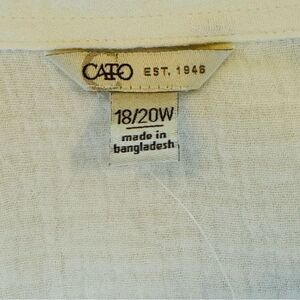 CATO EST. 1946
18/20W
made in
bangladesh